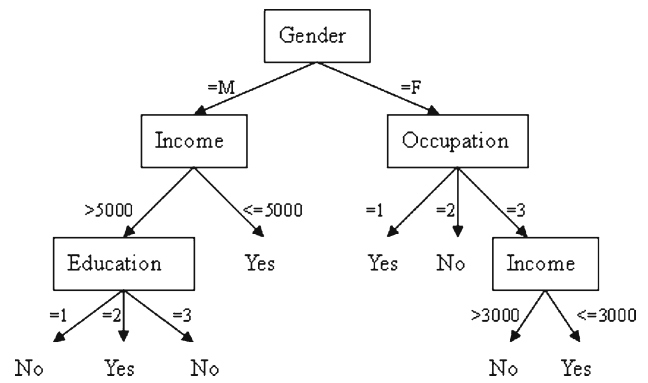 Gender
=M =F
Income Occupation
>5000 <=5000 =1 =2 =3
Education Yes Yes No Income
=1 =2 =3 >3000 <=3000
No Yes No No Yes